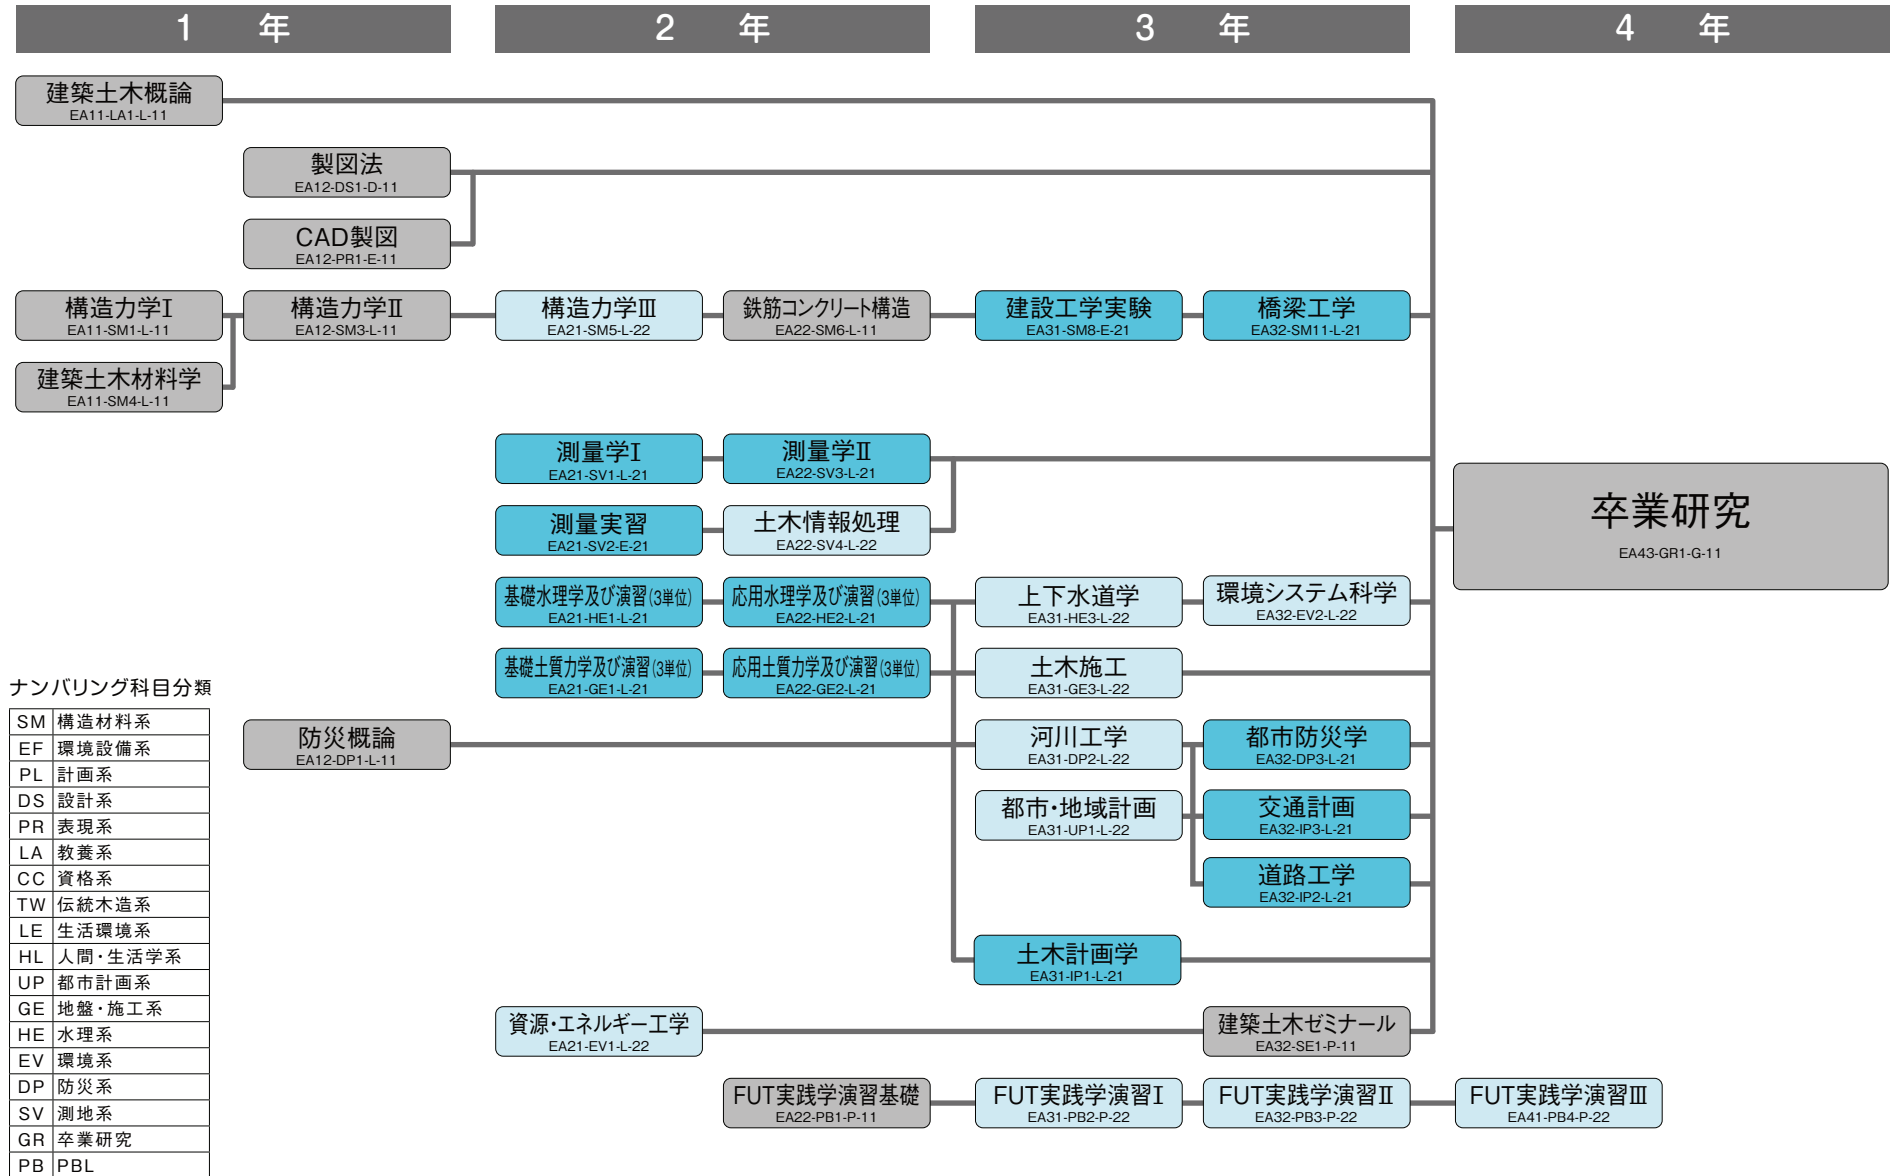 1 年
2 年
3 年
4 年
建築土木概論
EA11-LA1-L-11
製図法
EA12-DS1-D-11
CAD製図
EA12-PR1-E-11
構造力学Ⅰ
EA11-SM1-L-11
構造力学Ⅱ
EA12-SM3-L-11
構造力学Ⅲ
EA21-SM5-L-22
鉄筋コンクリート構造
EA22-SM6-L-11
建設工学実験
EA31-SM8-E-21
橋梁工学
EA32-SM11-L-21
建築土木材料学
EA11-SM4-L-11
測量学Ⅰ
EA21-SV1-L-21
測量学Ⅱ
EA22-SV3-L-21
測量実習
EA21-SV2-E-21
土木情報処理
EA22-SV4-L-22
卒業研究
EA43-GR1-G-11
基礎水理学及び演習(3単位)
EA21-HE1-L-21
応用水理学及び演習(3単位)
EA22-HE2-L-21
上下水道学
EA31-HE3-L-22
環境システム科学
EA32-EV2-L-22
基礎土質力学及び演習(3単位)
EA21-GE1-L-21
応用土質力学及び演習(3単位)
EA22-GE2-L-21
土木施工
EA31-GE3-L-22
防災概論
EA12-DP1-L-11
河川工学
EA31-DP2-L-22
都市防災学
EA32-DP3-L-21
都市・地域計画
EA31-UP1-L-22
交通計画
EA32-IP3-L-21
道路工学
EA32-IP2-L-21
土木計画学
EA31-IP1-L-21
資源・エネルギー工学
EA21-EV1-L-22
建築土木ゼミナール
EA32-SE1-P-11
FUT実践学演習基礎
EA22-PB1-P-11
FUT実践学演習Ⅰ
EA31-PB2-P-22
FUT実践学演習Ⅱ
EA32-PB3-P-22
FUT実践学演習Ⅲ
EA41-PB4-P-22
ナンバリング科目分類
SM 構造材料系
EF 環境設備系
PL 計画系
DS 設計系
PR 表現系
LA 教養系
CC 資格系
TW 伝統木造系
LE 生活環境系
HL 人間・生活学系
UP 都市計画系
GE 地盤・施工系
HE 水理系
EV 環境系
DP 防災系
SV 測地系
GR 卒業研究
PB PBL